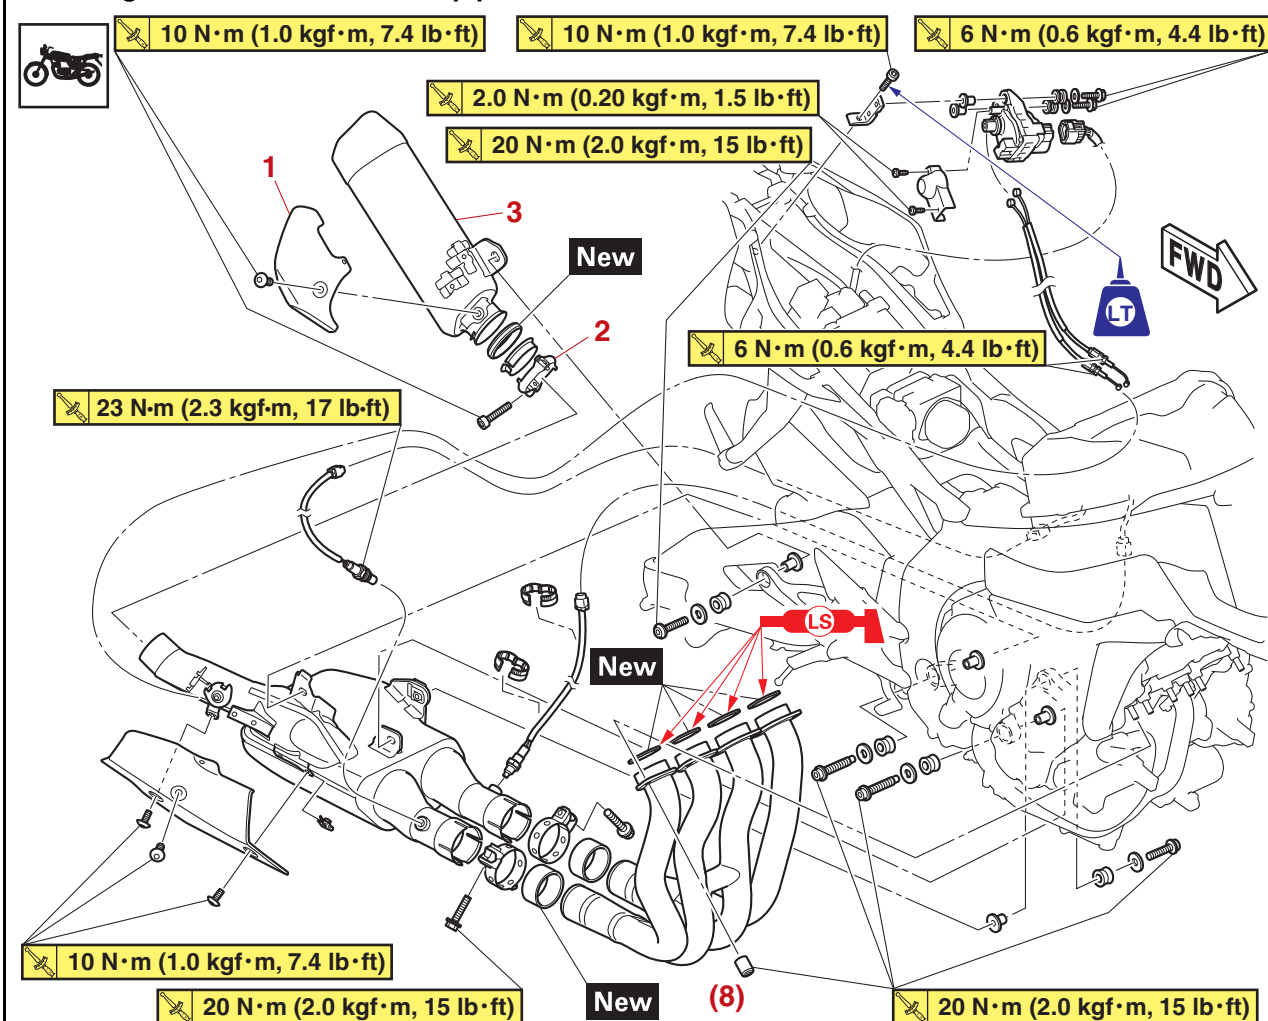 10 N·m (1.0 kgf·m, 7.4 lb·ft)
10 N·m (1.0 kgf·m, 7.4 lb·ft)
6 N·m (0.6 kgf·m, 4.4 lb·ft)
2.0 N·m (0.20 kgf·m, 1.5 lb·ft)
20 N·m (2.0 kgf·m, 15 lb·ft)
1
3
New
FWD
LT
2
6 N·m (0.6 kgf·m, 4.4 lb·ft)
23 N·m (2.3 kgf·m, 17 lb·ft)
LS
New
10 N·m (1.0 kgf·m, 7.4 lb·ft)
20 N·m (2.0 kgf·m, 15 lb·ft)
New
(8)
20 N·m (2.0 kgf·m, 15 lb·ft)